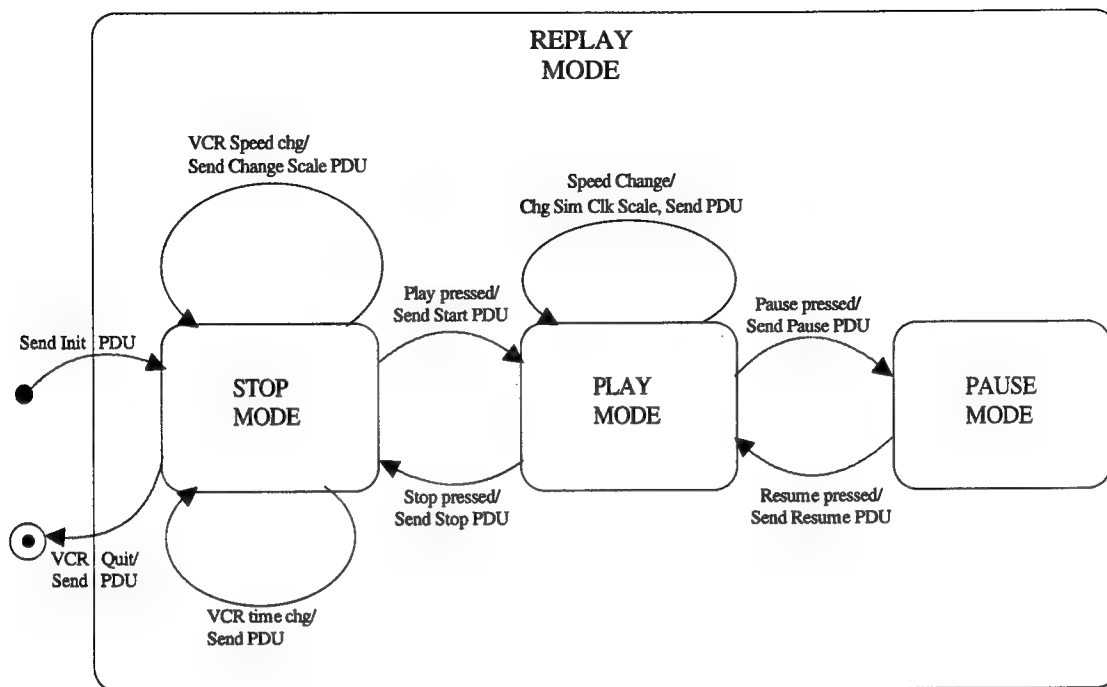 REPLAY
MODE
VCR Speed chg/
Send Change Scale PDU
Speed Change/
Chg Sim Clk Scale, Send PDU
Play pressed/
Send Start PDU
Pause pressed/
Send Pause PDU
Send Init PDU
STOP
MODE
PLAY
MODE
PAUSE
MODE
Stop pressed/
Send Stop PDU
Resume pressed/
Send Resume PDU
VCR Quit/
Send PDU
VCR time chg/
Send PDU